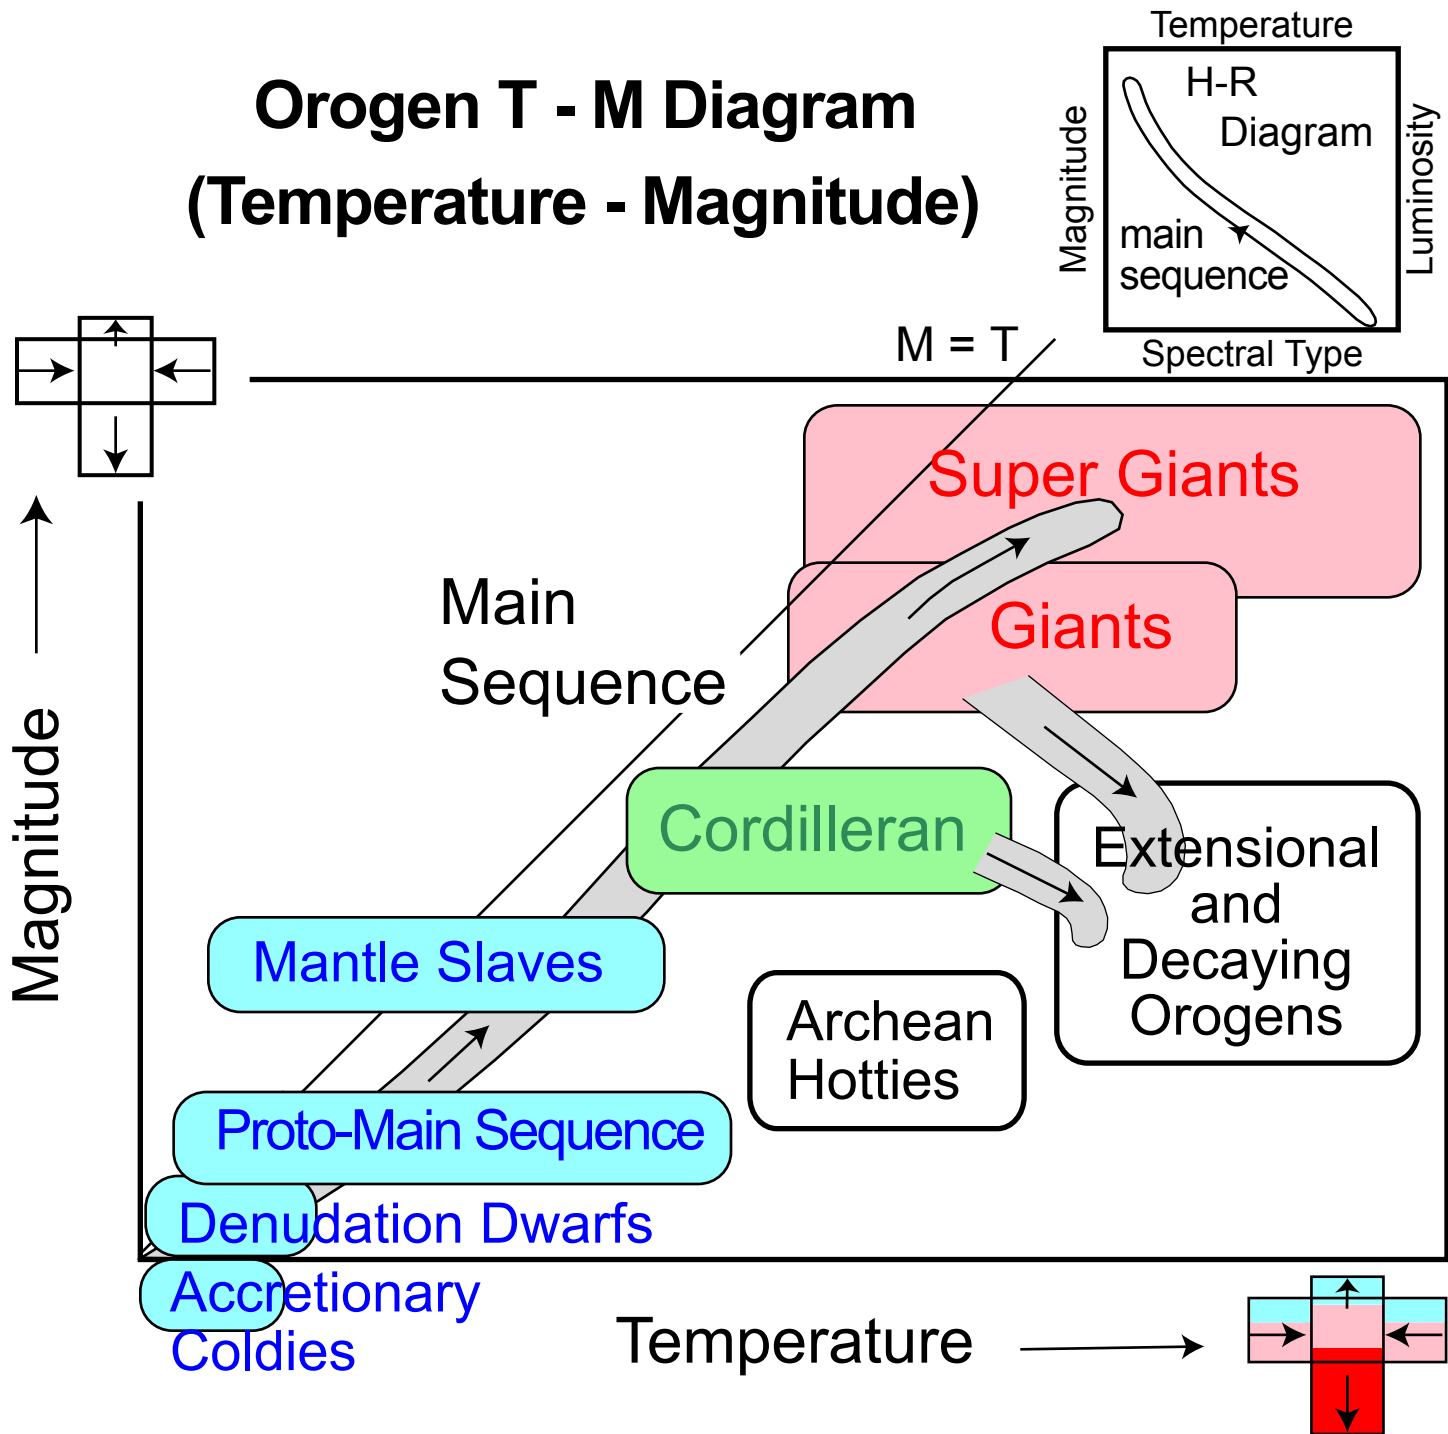 Orogen T - M Diagram
(Temperature - Magnitude)
Temperature
H-R
Diagram
Magnitude
Luminosity
main
sequence
Spectral Type
M = T
Super Giants
Main
Sequence
Giants
Magnitude
Cordilleran
Extensional
and
Decaying
Orogens
Mantle Slaves
Archean
Hotties
Proto-Main Sequence
Denudation Dwarfs
Accretionary
Coldies
Temperature